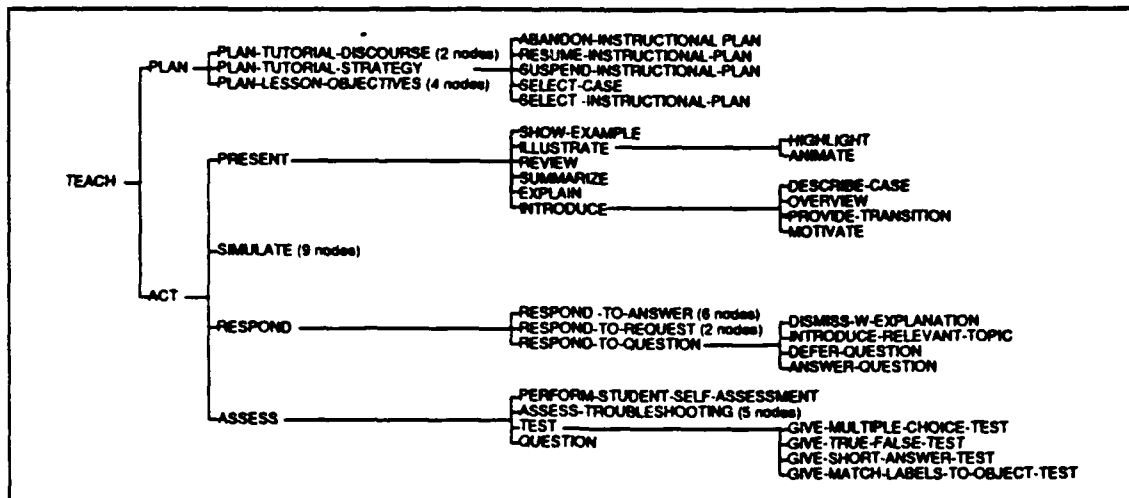 PLAN-TUTORIAL-DISCOURSE (2 nodes)
PLAN
PLAN-TUTORIAL-STRATEGY
PLAN-LESSON-OBJECTIVES (4 nodes)
ABANDON-INSTRUCTIONAL PLAN
RESUME-INSTRUCTIONAL-PLAN
SUSPEND-INSTRUCTIONAL-PLAN
SELECT-CASE
SELECT -INSTRUCTIONAL-PLAN
TEACH
PRESENT
SHOW-EXAMPLE
ILLUSTRATE
REVIEW
SUMMARIZE
EXPLAIN
INTRODUCE
HIGHLIGHT
ANIMATE
DESCRIBE-CASE
OVERVIEW
PROVIDE-TRANSITION
MOTIVATE
SIMULATE (9 nodes)
ACT
RESPOND
RESPOND -TO-ANSWER (6 nodes)
RESPOND-TO-REQUEST (2 nodes)
RESPOND-TO-QUESTION
DISMISS-W-EXPLANATION
INTRODUCE-RELEVANT-TOPIC
DEFER-QUESTION
ANSWER-QUESTION
ASSESS
PERFORM-STUDENT-SELF-ASSESSMENT
ASSESS-TROUBLESHOOTING (5 nodes)
TEST
QUESTION
GIVE-MULTIPLE-CHOICE-TEST
GIVE-TRUE-FALSE-TEST
GIVE-SHORT-ANSWER-TEST
GIVE-MATCH-LABELS-TO-OBJECT-TEST